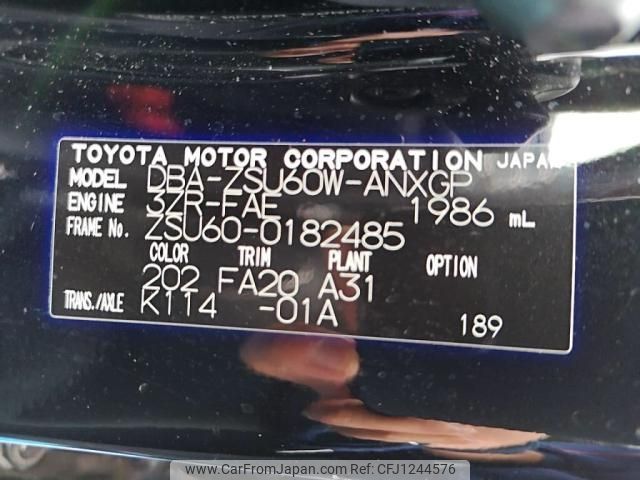 TOYOTA MOTOR CORPORATION JAPAN
MODEL DBA-ZSU60W-ANXGP
ENGINE 3ZR-FAE 1986 mL
FRAME No. ZSU60-0182485
COLOR TRIM PLANT OPTION
202 FA20 A31
TRANS./AXLE K114 -01A
189
www.CarFromJapan.com - Ref No: CFJ1244576